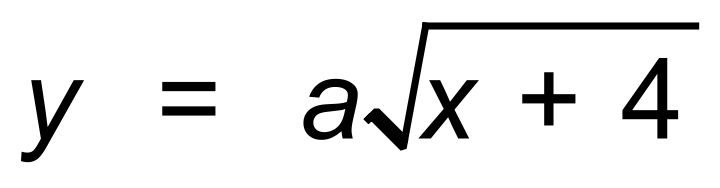 y = a√x + 4